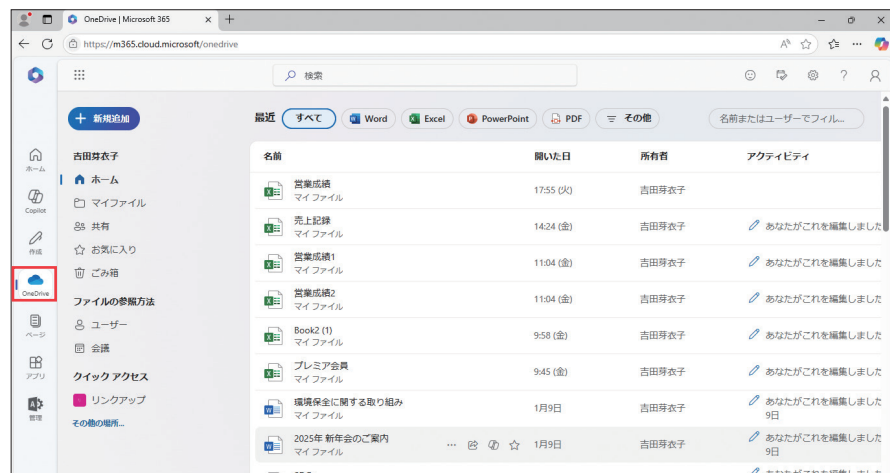 OneDrive | Microsoft 365
https://m365.cloud.microsoft/onedrive
検索
新規追加
最近
すべて
Word
Excel
PowerPoint
PDF
その他
名前またはユーザーでフィル...
ホーム
Copilot
作成
OneDrive
ページ
アプリ
管理
吉田芽衣子
ホーム
マイファイル
共有
お気に入り
ごみ箱
ファイルの参照方法
ユーザー
会議
クイック アクセス
リンクアップ
その他の場所...
名前 開いた日 所有者 アクティビティ
営業成績 17:55 (火) 吉田芽衣子
マイ ファイル
売上記録 14:24 (金) 吉田芽衣子 あなたがこれを編集しました
マイ ファイル
営業成績1 11:04 (金) 吉田芽衣子 あなたがこれを編集しました
マイ ファイル
営業成績2 11:04 (金) 吉田芽衣子 あなたがこれを編集しました
マイ ファイル
Book2 (1) 9:58 (金) 吉田芽衣子 あなたがこれを編集しました
マイ ファイル
プレミア会員 9:45 (金) 吉田芽衣子 あなたがこれを編集しました
マイ ファイル
環境保全に関する取り組み 1月9日 吉田芽衣子 あなたがこれを編集しました
マイ ファイル 9日
2025年 新年会のご案内 1月9日 吉田芽衣子 あなたがこれを編集しました
マイ ファイル 9日